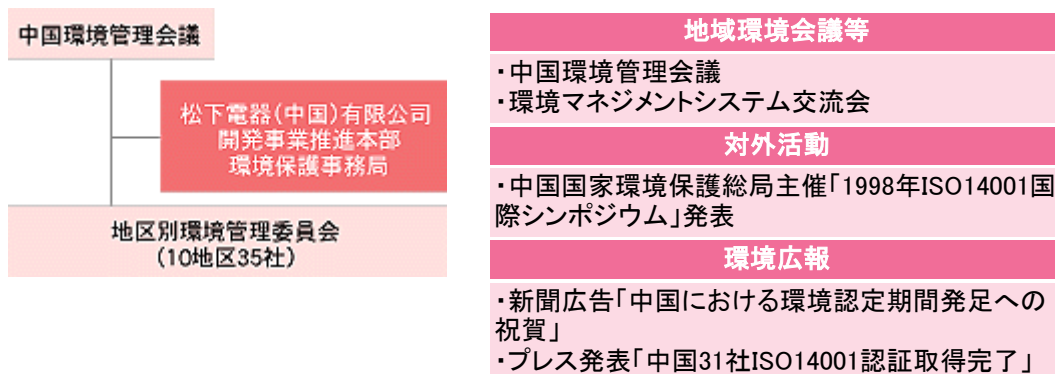 中国環境管理会議
松下電器(中国)有限公司
開発事業推進本部
環境保護事務局
地区別環境管理委員会
(10地区35社)
地域環境会議等
・中国環境管理会議
・環境マネジメントシステム交流会
対外活動
・中国国家環境保護総局主催「1998年ISO14001国
際シンポジウム」発表
環境広報
・新聞広告「中国における環境認定期間発足への
祝賀」
・プレス発表「中国31社ISO14001認証取得完了」